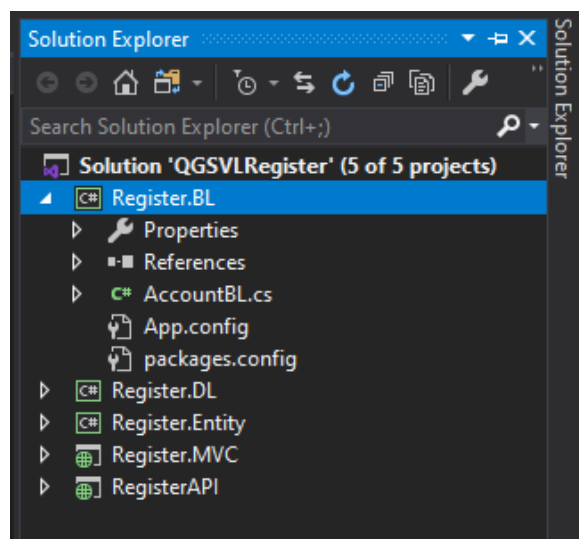 Solution Explorer
Search Solution Explorer (Ctrl+;)
Solution 'QGSVLRegister' (5 of 5 projects)
C# Register.BL
Properties
References
C# AccountBL.cs
App.config
packages.config
C# Register.DL
C# Register.Entity
Register.MVC
RegisterAPI
Solution Explorer